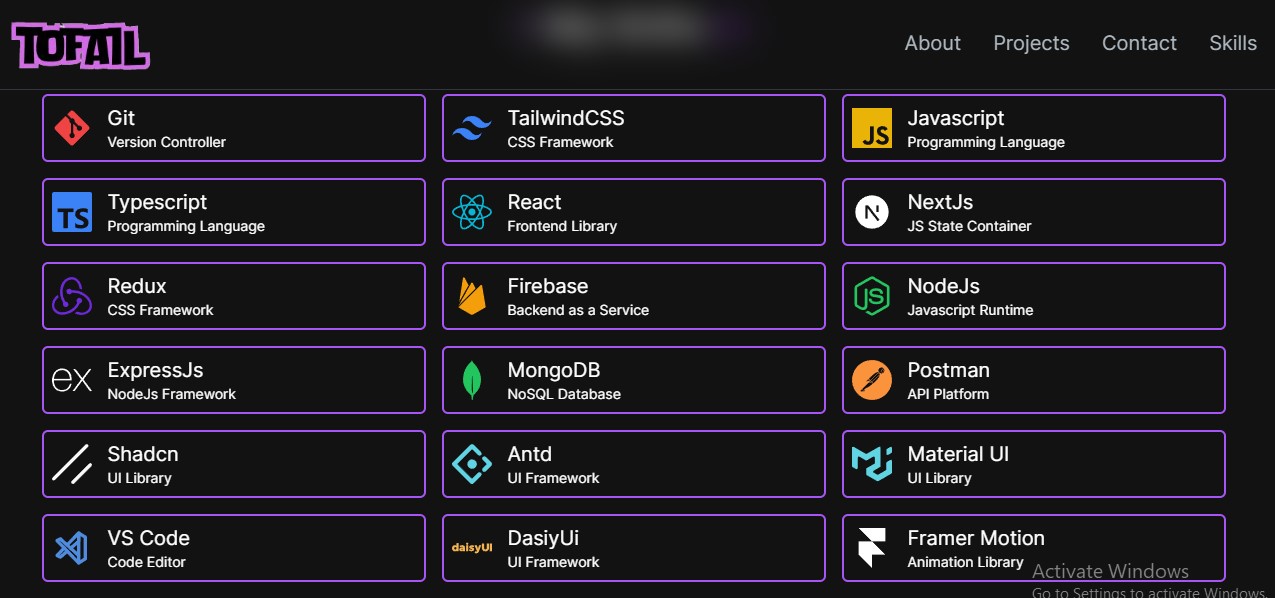 TOFAIL
About
Projects
Contact
Skills
Git
Version Controller
TailwindCSS
CSS Framework
JS
Javascript
Programming Language
TS
Typescript
Programming Language
React
Frontend Library
N
NextJs
JS State Container
Redux
CSS Framework
Firebase
Backend as a Service
JS
NodeJs
Javascript Runtime
ex
ExpressJs
NodeJs Framework
MongoDB
NoSQL Database
Postman
API Platform
Shadcn
UI Library
Antd
UI Framework
Material UI
UI Library
VS Code
Code Editor
daisyUI
DasiyUi
UI Framework
Framer Motion
Animation Library
Activate Windows
Go to Settings to activate Windows.